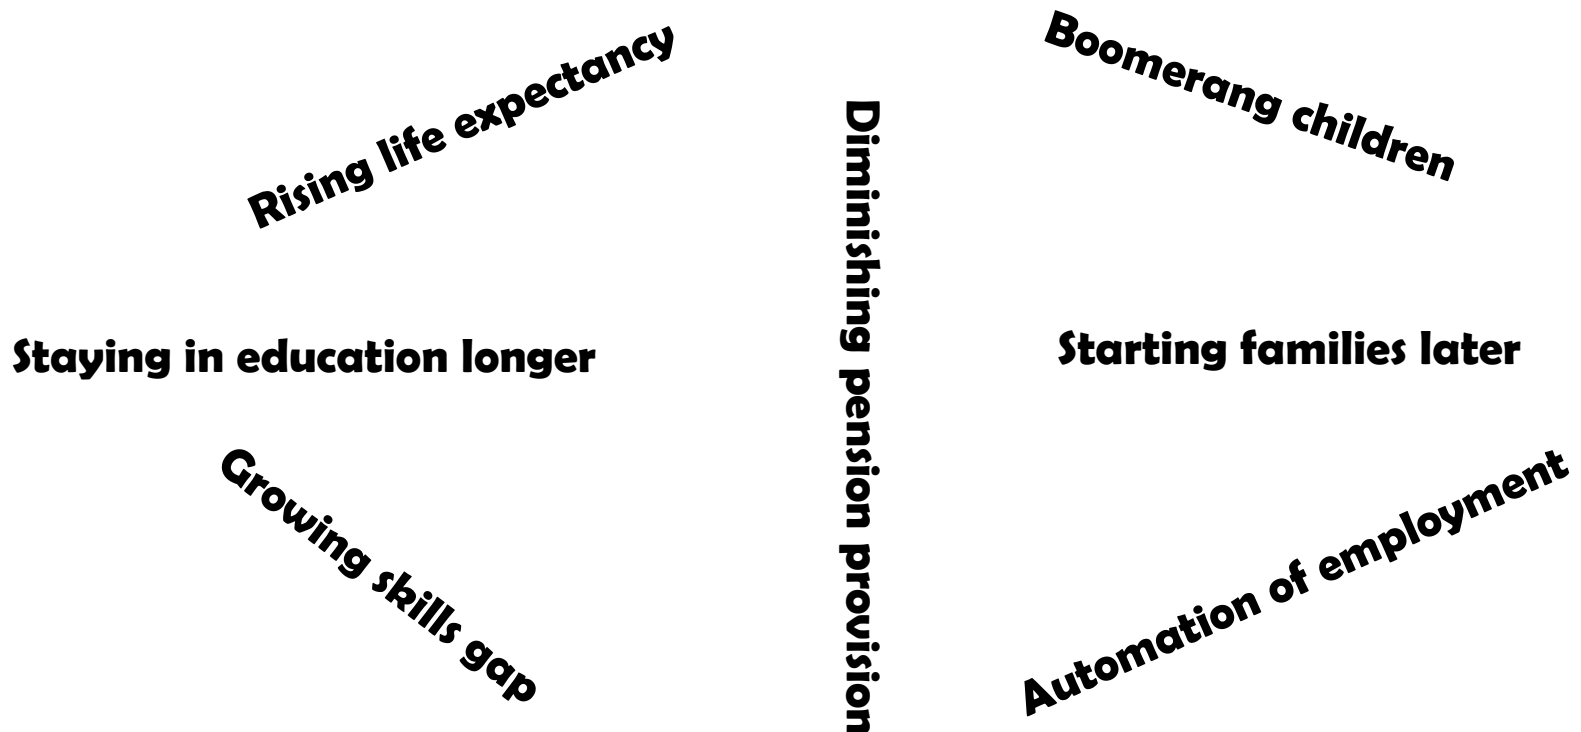 Rising life expectancy
Boomerang children
Diminishing pension provision
Staying in education longer
Starting families later
Growing skills gap
Automation of employment